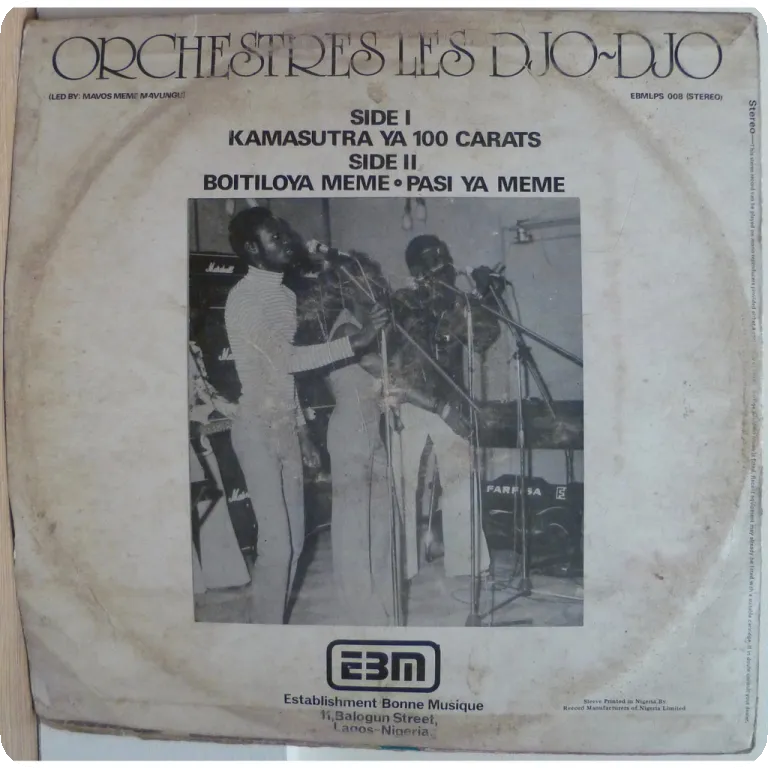 ORCHESTRES LES DJO~DJO
(LED BY: MAVOS MEME MAVUNGU)
EBMLPS 008 (STEREO)
SIDE I
KAMASUTRA YA 100 CARATS
SIDE II
BOITILOYA MEME • PASI YA MEME
Marshall
FARFISA
EBM
Establishment Bonne Musique
11, Balogun Street,
Lagos-Nigeria.
Sleeve Printed in Nigeria By
Record Manufacturers of Nigeria Limited
Stereo